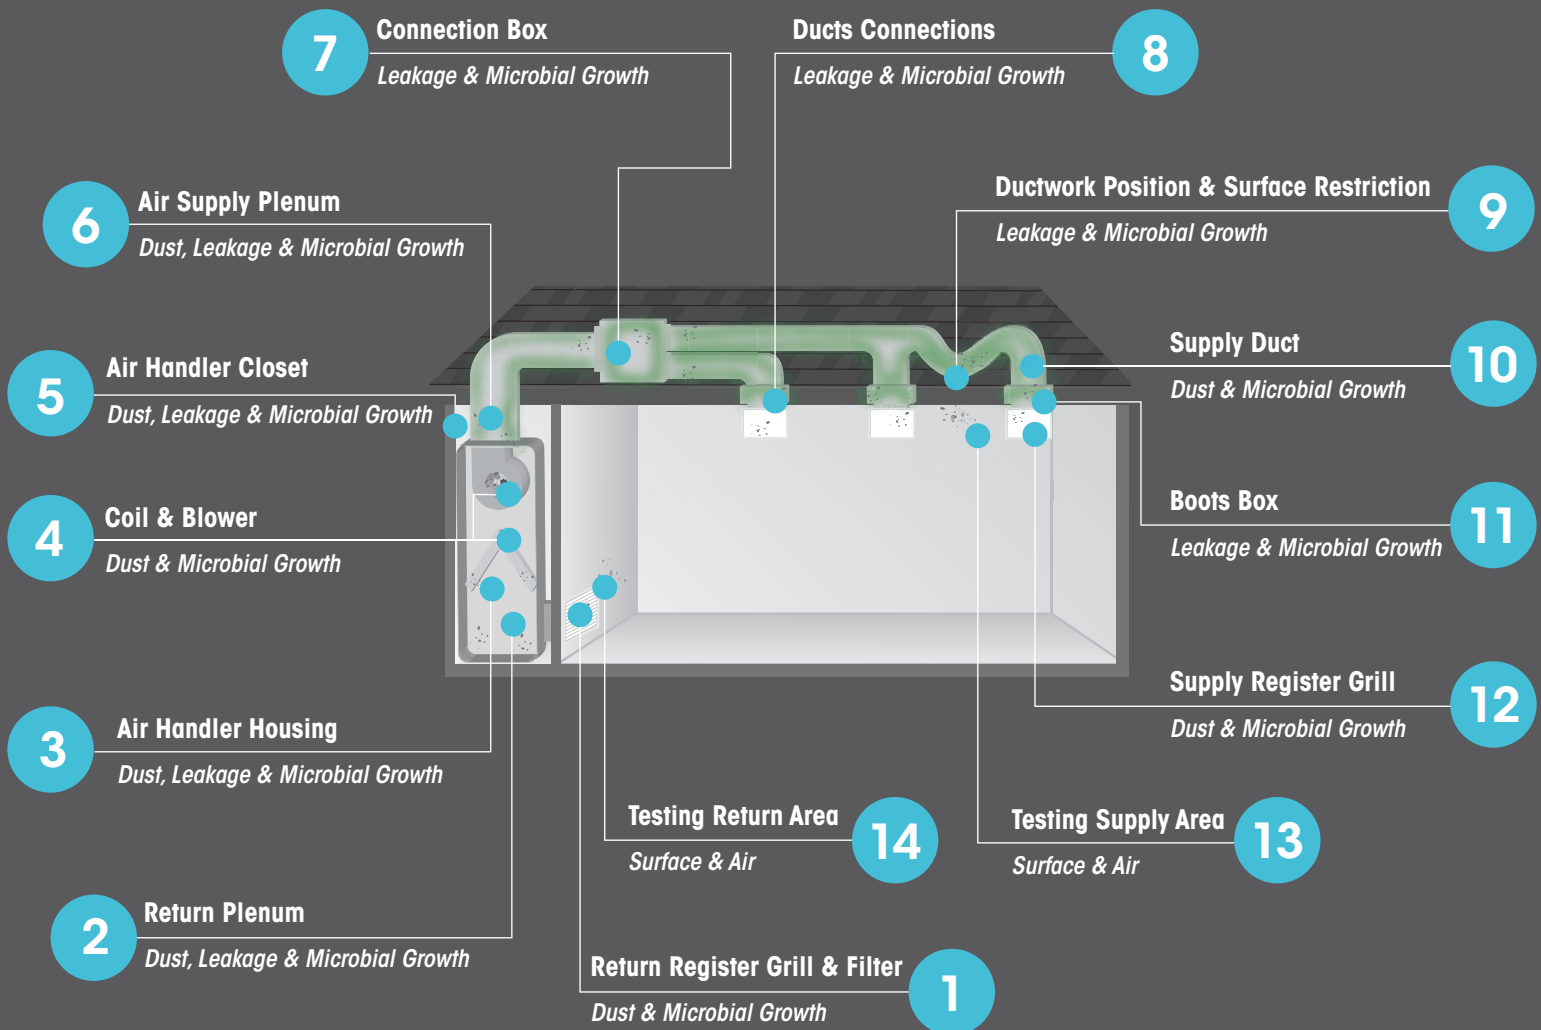 7
Connection Box
Leakage & Microbial Growth
Ducts Connections
Leakage & Microbial Growth
8
6
Air Supply Plenum
Dust, Leakage & Microbial Growth
Ductwork Position & Surface Restriction
Leakage & Microbial Growth
9
5
Air Handler Closet
Dust, Leakage & Microbial Growth
Supply Duct
Dust & Microbial Growth
10
4
Coil & Blower
Dust & Microbial Growth
Boots Box
Leakage & Microbial Growth
11
3
Air Handler Housing
Dust, Leakage & Microbial Growth
Supply Register Grill
Dust & Microbial Growth
12
Testing Return Area
Surface & Air
14
Testing Supply Area
Surface & Air
13
2
Return Plenum
Dust, Leakage & Microbial Growth
Return Register Grill & Filter
Dust & Microbial Growth
1